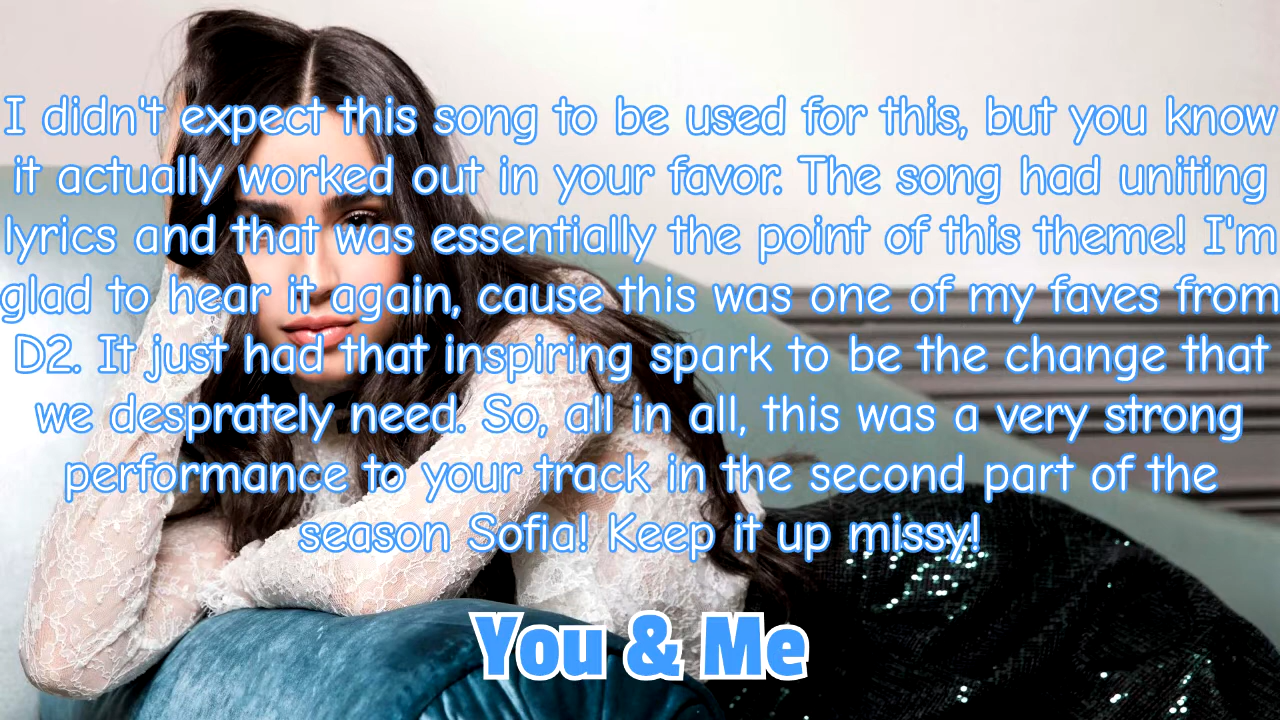 I didn't expect this song to be used for this, but you know
it actually worked out in your favor. The song had uniting
lyrics and that was essentially the point of this theme! I'm
glad to hear it again, cause this was one of my faves from
D2. It just had that inspiring spark to be the change that
we desprately need. So, all in all, this was a very strong
performance to your track in the second part of the
season Sofia! Keep it up missy!
You & Me